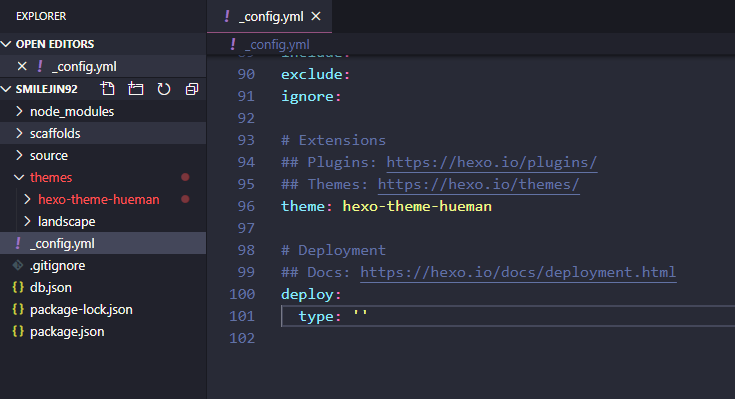 EXPLORER
OPEN EDITORS
_config.yml
SMILEJIN92
node_modules
scaffolds
source
themes
hexo-theme-hueman
landscape
_config.yml
.gitignore
db.json
package-lock.json
package.json
_config.yml
_config.yml
90 exclude:
91 ignore:
92
93 # Extensions
94 ## Plugins: https://hexo.io/plugins/
95 ## Themes: https://hexo.io/themes/
96 theme: hexo-theme-hueman
97
98 # Deployment
99 ## Docs: https://hexo.io/docs/deployment.html
100 deploy:
101   type: ''
102